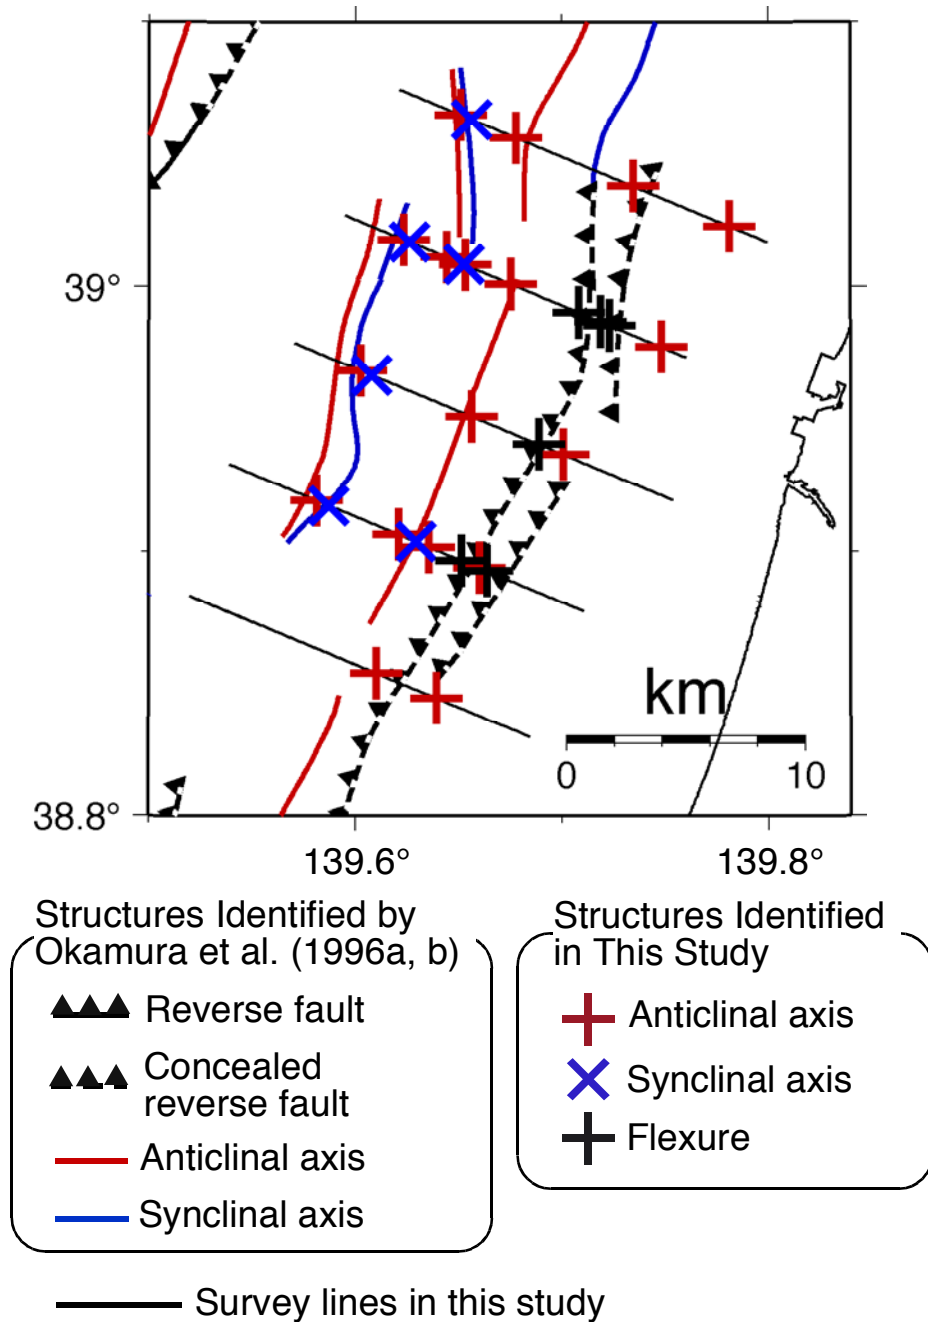 39°
km
0 10
38.8°
139.6° 139.8°
Structures Identified by
Okamura et al. (1996a, b)
Reverse fault
Concealed
reverse fault
Anticlinal axis
Synclinal axis
Structures Identified
in This Study
Anticlinal axis
Synclinal axis
Flexure
Survey lines in this study